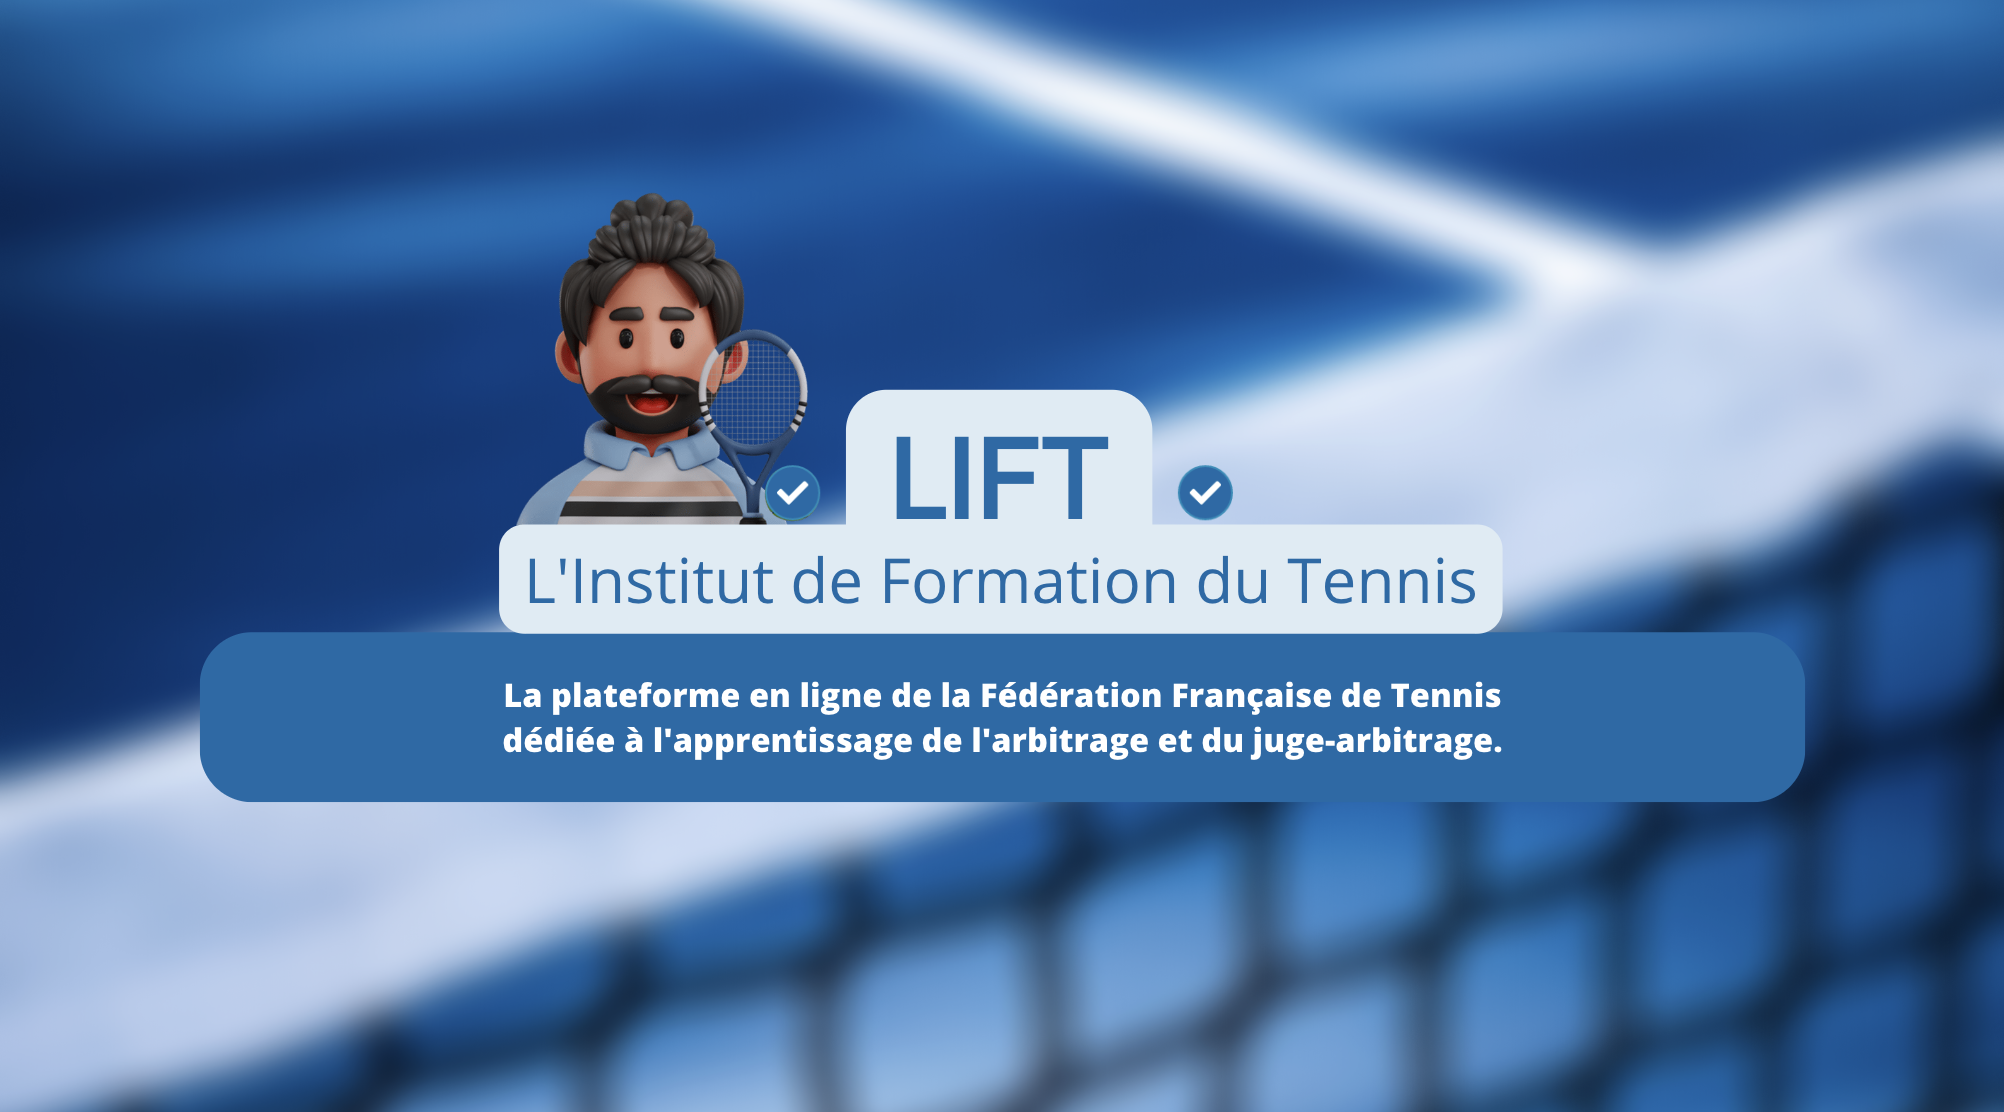 LIFT
L'Institut de Formation du Tennis
La plateforme en ligne de la Fédération Française de Tennis
dédiée à l'apprentissage de l'arbitrage et du juge-arbitrage.